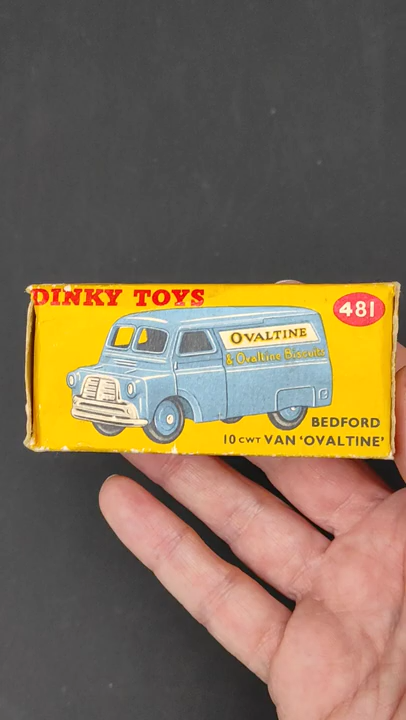 DINKY TOYS
481
OVALTINE
& Ovaltine Biscuits
BEDFORD
10 CWT VAN 'OVALTINE'